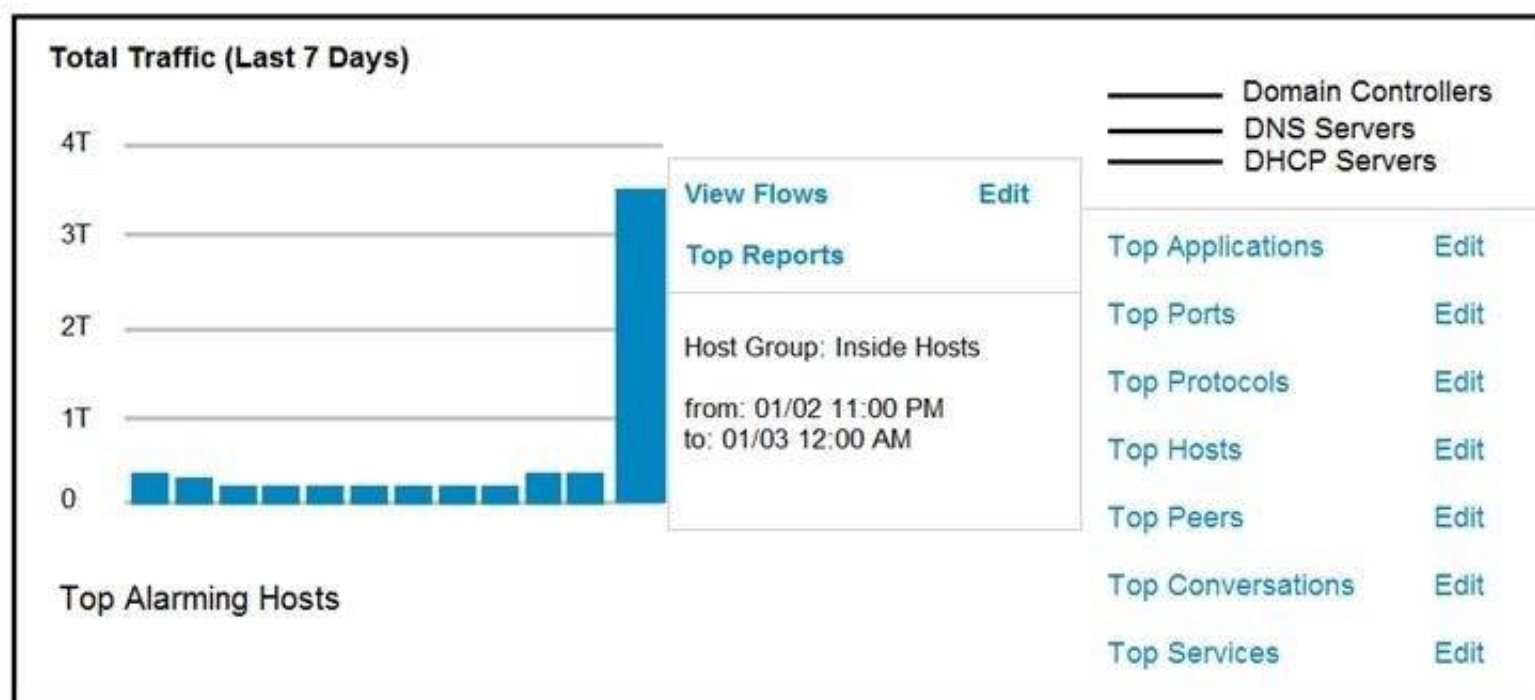 Total Traffic (Last 7 Days)
4T
3T
2T
1T
0
View Flows Edit
Top Reports
Host Group: Inside Hosts
from: 01/02 11:00 PM
to: 01/03 12:00 AM
Domain Controllers
DNS Servers
DHCP Servers
Top Applications Edit
Top Ports Edit
Top Protocols Edit
Top Hosts Edit
Top Peers Edit
Top Conversations Edit
Top Services Edit
Top Alarming Hosts